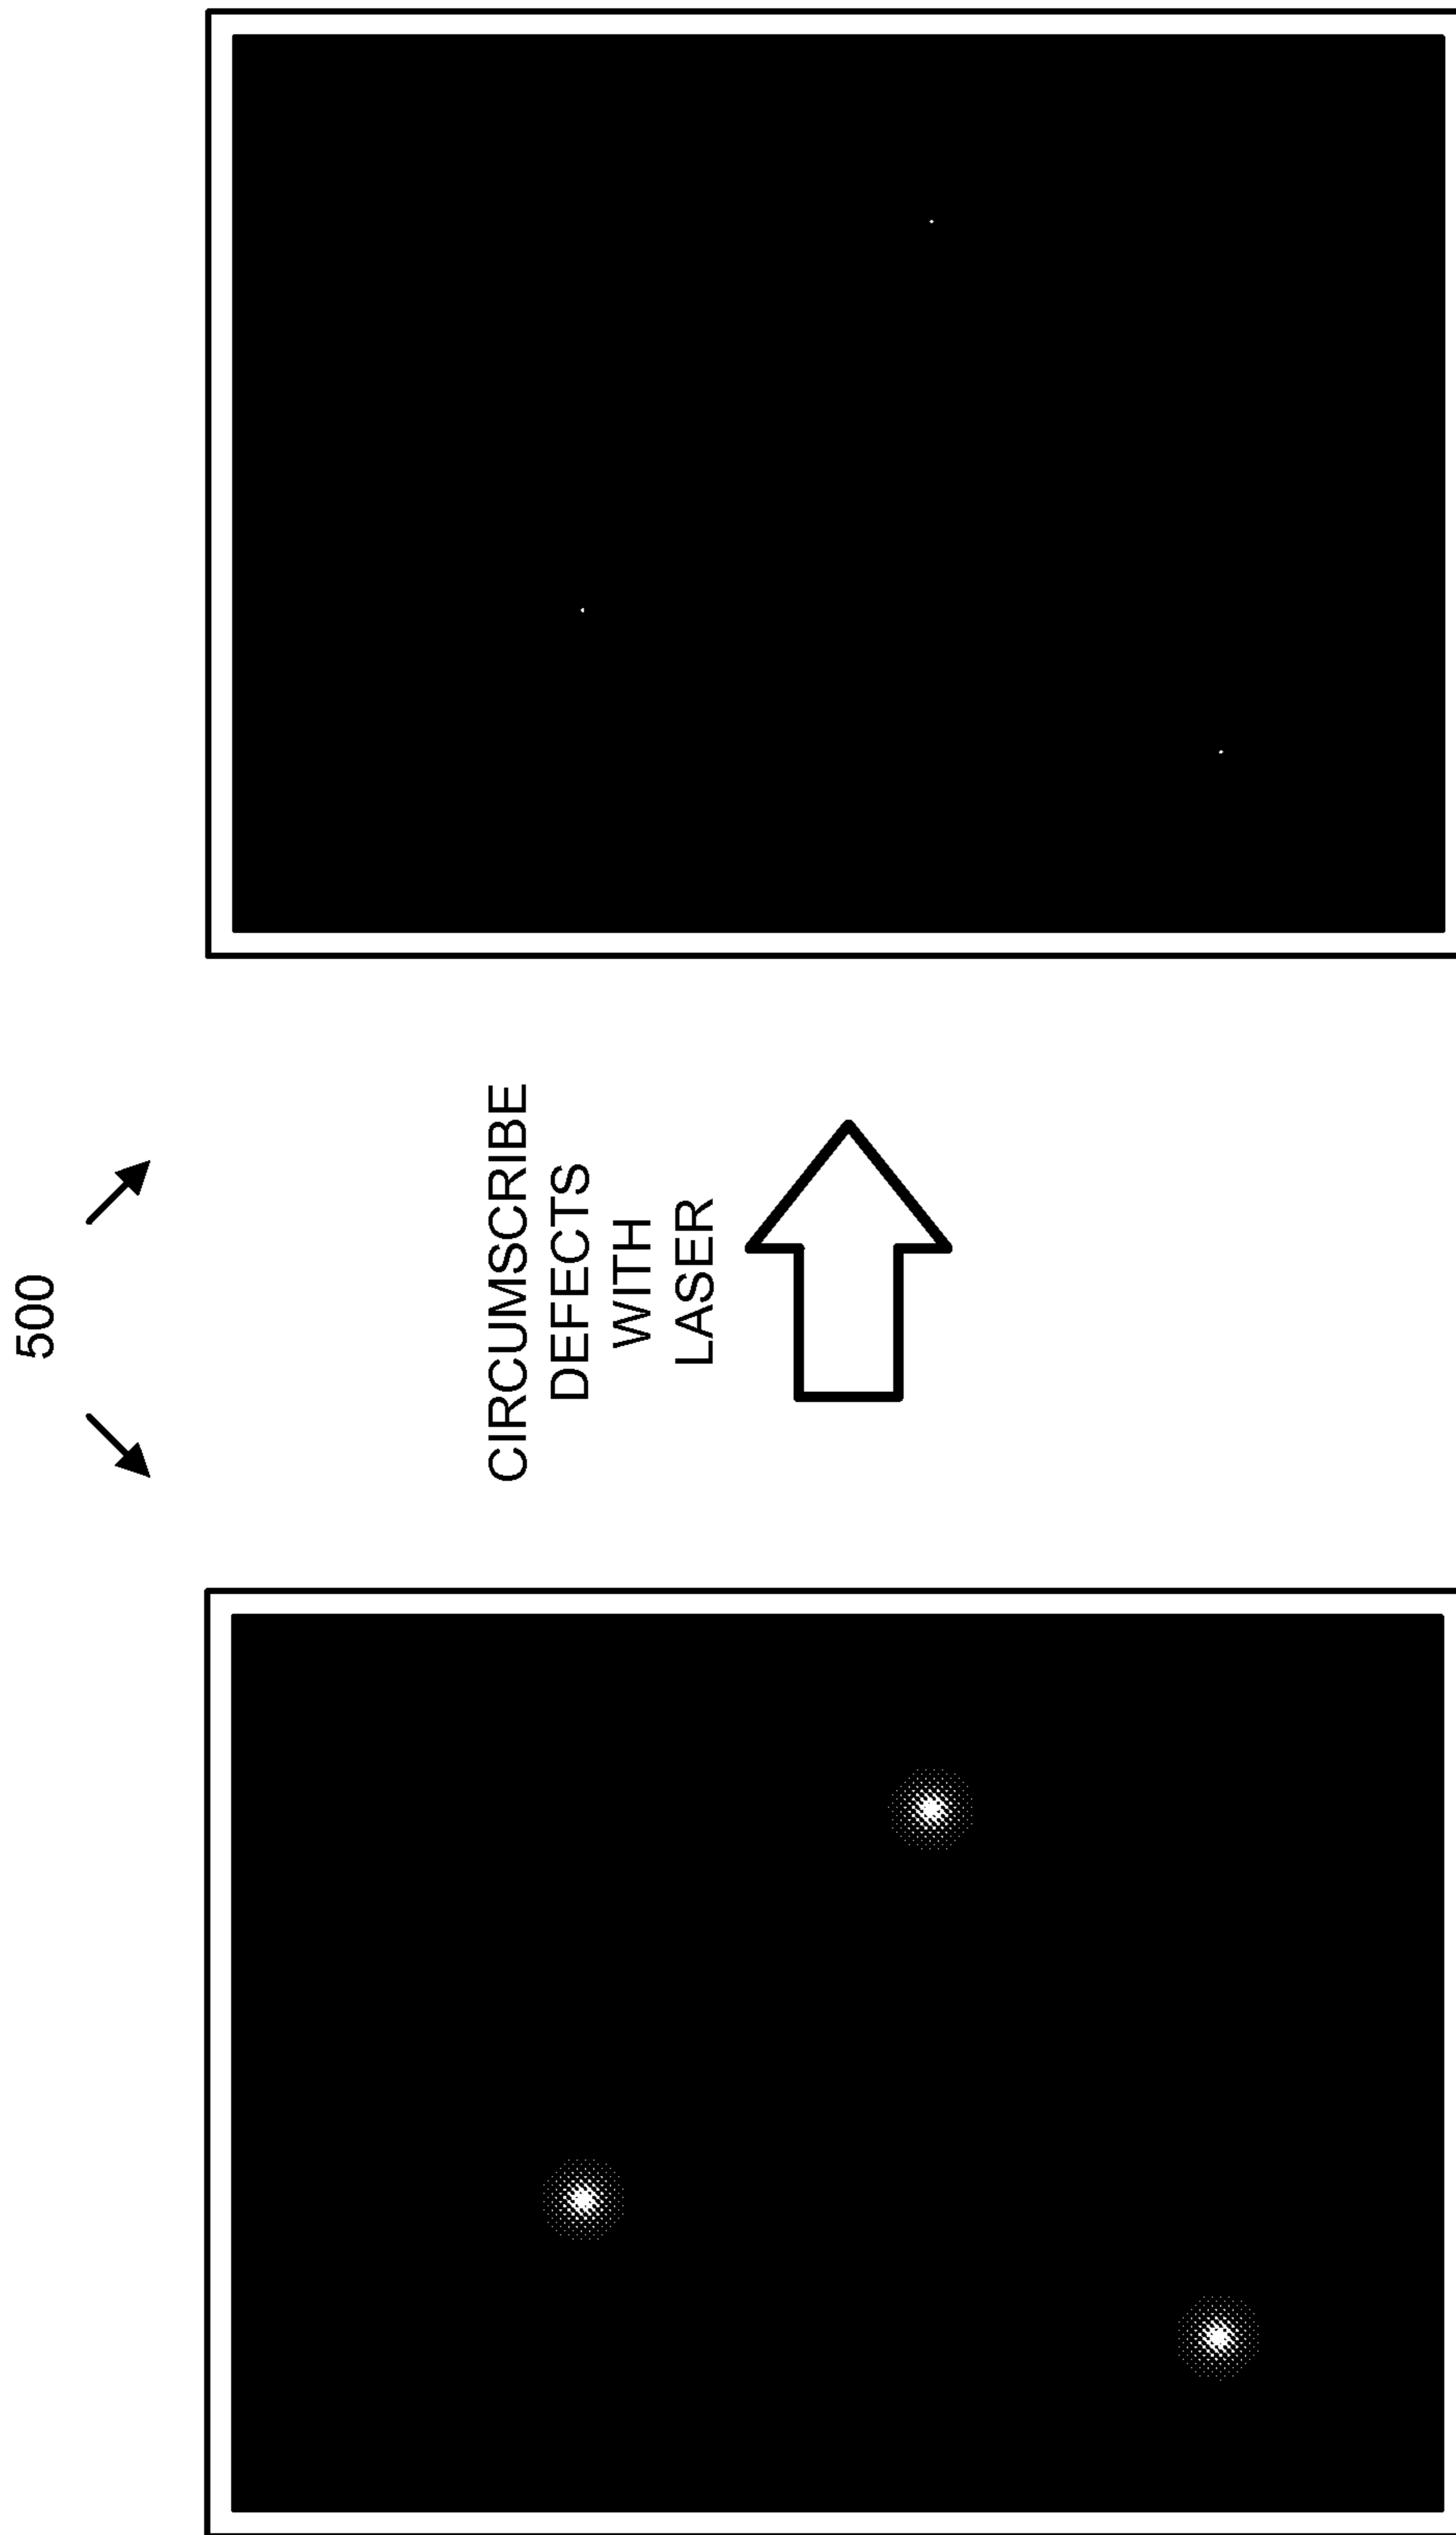 500
CIRCUMSCRIBE
DEFECTS
WITH
LASER